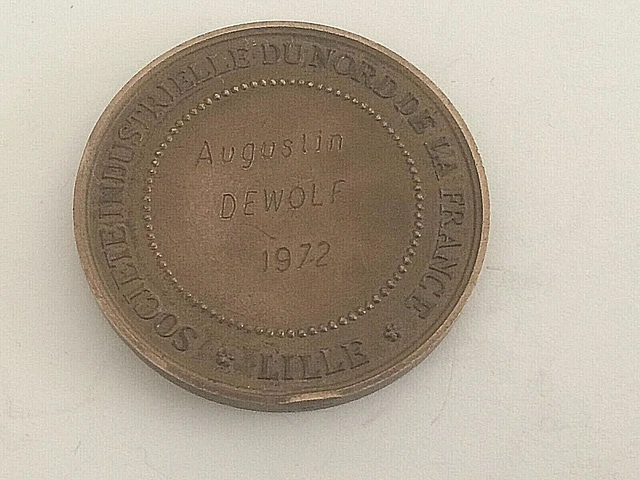 SOCIETE INDUSTRIELLE DU NORD DE LA FRANCE
LILLE
Augustin
DEWOLF
1972